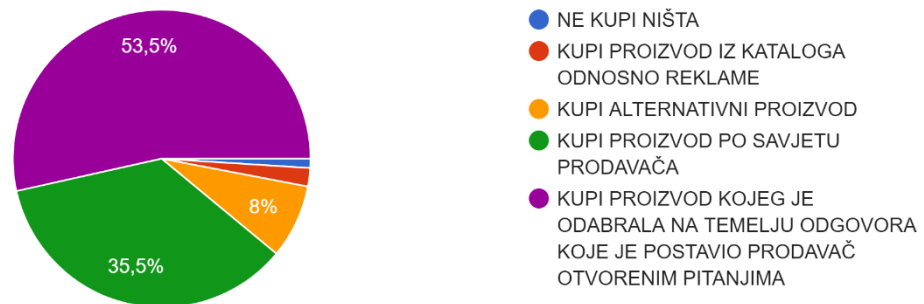 53,5%
8%
35,5%
NE KUPI NIŠTA
KUPI PROIZVOD IZ KATALOGA
ODNOSNO REKLAME
KUPI ALTERNATIVNI PROIZVOD
KUPI PROIZVOD PO SAVJETU
PRODAVAČA
KUPI PROIZVOD KOJEG JE
ODABRALA NA TEMELJU ODGOVORA
KOJE JE POSTAVIO PRODAVAČ
OTVORENIM PITANJIMA